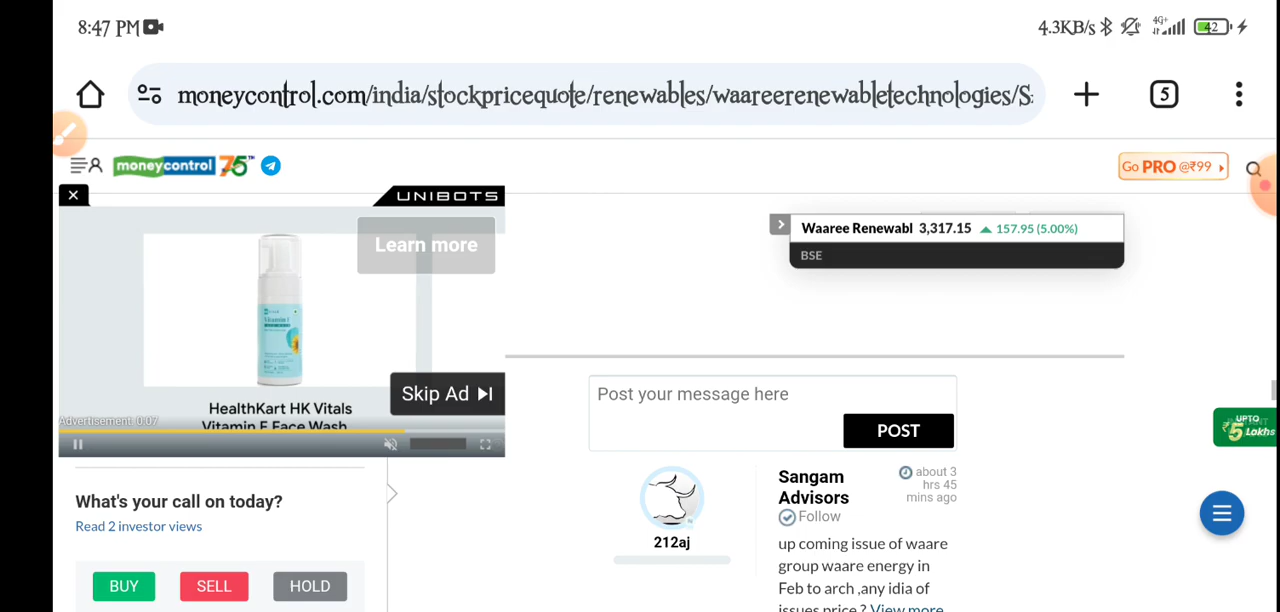 8:47 PM
4.3KB/s 4G+ 42
moneycontrol.com/india/stockpricequote/renewables/waareerenewabletechnologies/S
5
moneycontrol 75
Go PRO @₹99
UNIBOTS
Learn more
Waaree Renewabl 3,317.15 157.95 (5.00%)
BSE
Skip Ad
HealthKart HK Vitals
Vitamin E Face Wash
Advertisement: 0:07
Post your message here
POST
UPTO
₹5 Lakhs
What's your call on today?
Read 2 investor views
BUY SELL HOLD
212aj
Sangam
Advisors
Follow
about 3
hrs 45
mins ago
up coming issue of waare
group waare energy in
Feb to arch ,any idia of
issues price ? View more